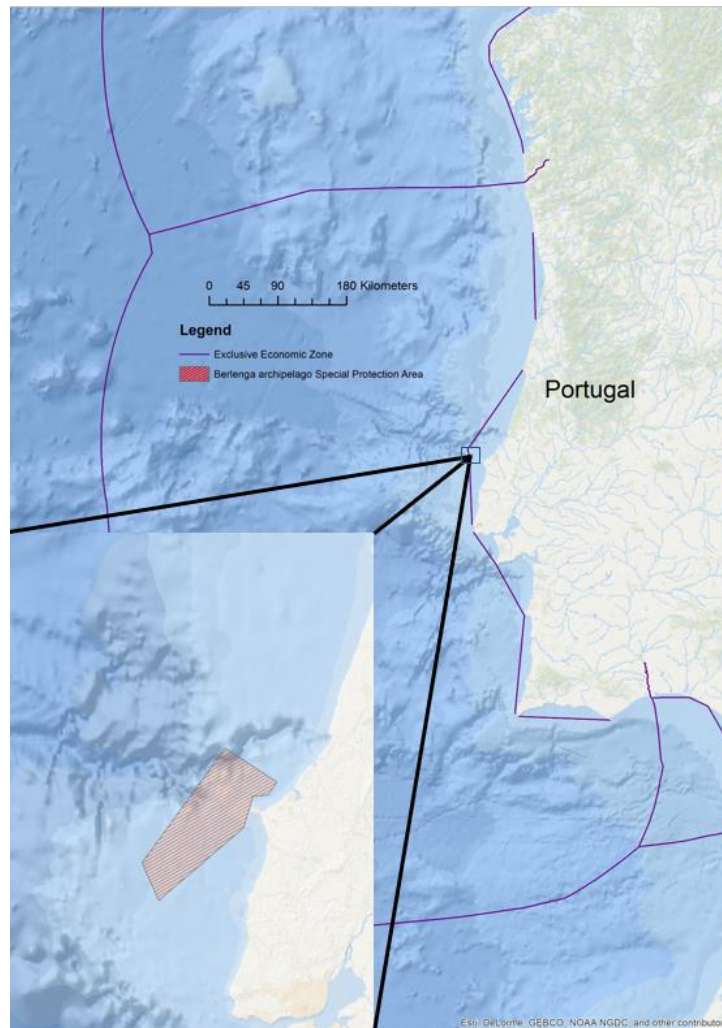 0 45 90 180 Kilometers
Legend
Exclusive Economic Zone
Berlenga archipelago Special Protection Area
Portugal
Esri, DeLorme, GEBCO, NOAA NGDC, and other contributor